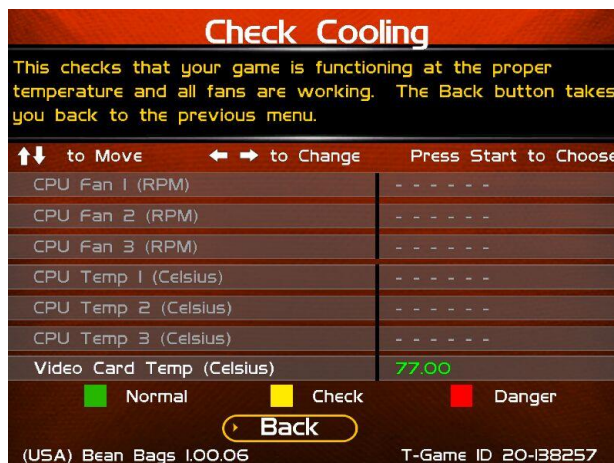 Check Cooling
This checks that your game is functioning at the proper
temperature and all fans are working. The Back button takes
you back to the previous menu.
to Move to Change Press Start to Choose
CPU Fan 1 (RPM) - - - - - -
CPU Fan 2 (RPM) - - - - - -
CPU Fan 3 (RPM) - - - - - -
CPU Temp 1 (Celsius) - - - - - -
CPU Temp 2 (Celsius) - - - - - -
CPU Temp 3 (Celsius) - - - - - -
Video Card Temp (Celsius) 77.00
Normal Check Danger
Back
(USA) Bean Bags 1.00.06 T-Game ID 20-138257